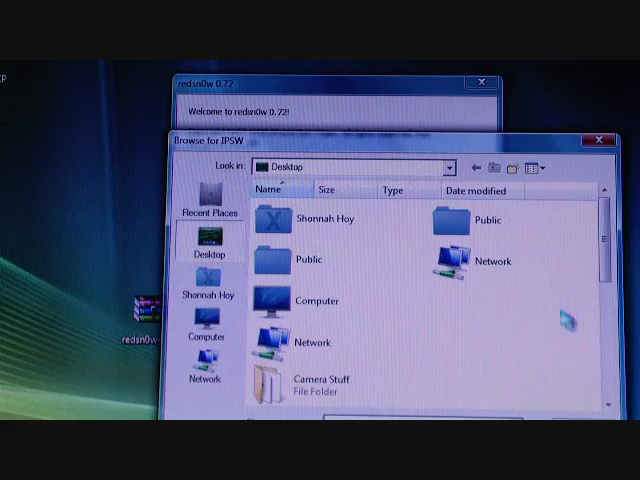 redsn0w 0.72
Welcome to redsn0w 0.72!
Browse for IPSW
Look in:
Desktop
Name
Size
Type
Date modified
Recent Places
Desktop
Shonnah Hoy
Computer
Network
Shonnah Hoy
Public
Public
Network
Computer
Network
Camera Stuff
File Folder
redsn0w-